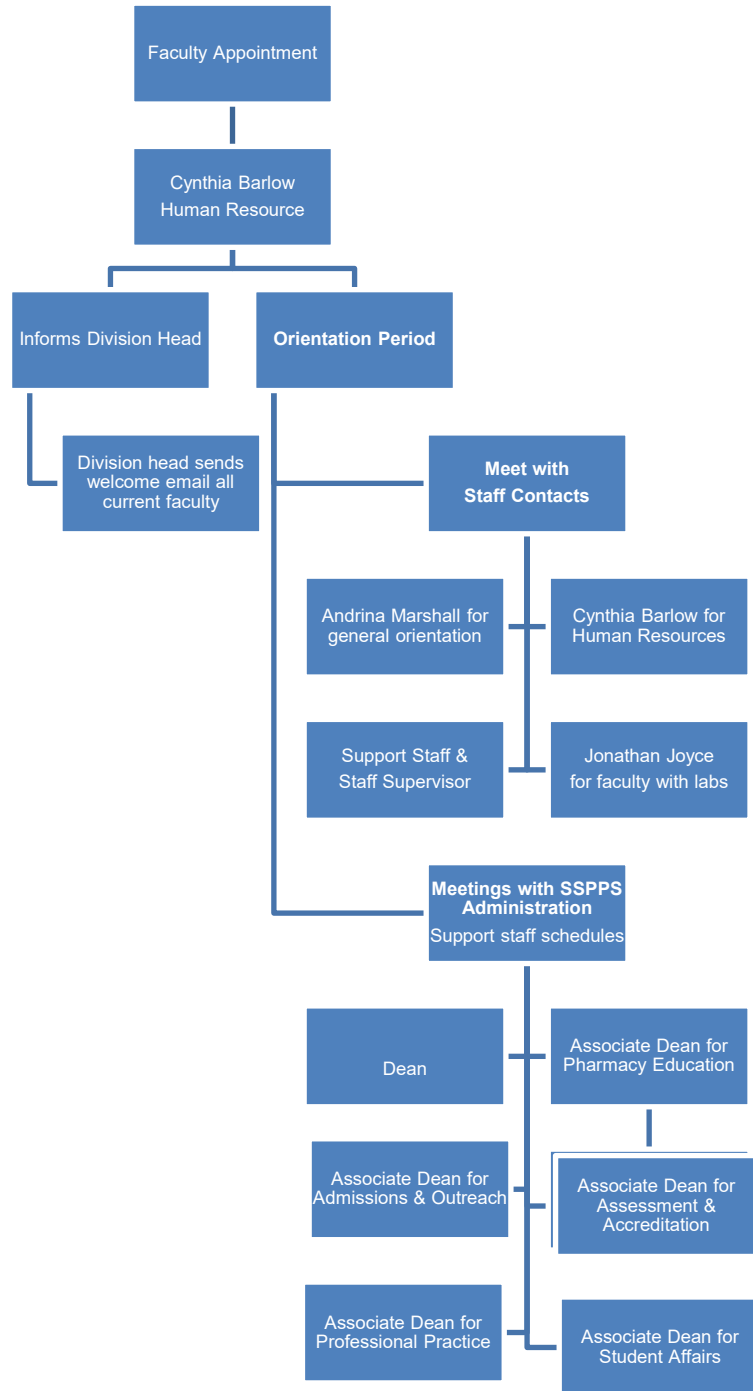 Faculty Appointment
Cynthia Barlow
Human Resource
Informs Division Head
Orientation Period
Division head sends
welcome email all
current faculty
Meet with
Staff Contacts
Andrina Marshall for
general orientation
Cynthia Barlow for
Human Resources
Support Staff &
Staff Supervisor
Jonathan Joyce
for faculty with labs
Meetings with SSPPS
Administration
Support staff schedules
Dean
Associate Dean for
Pharmacy Education
Associate Dean for
Admissions & Outreach
Associate Dean for
Assessment &
Accreditation
Associate Dean for
Professional Practice
Associate Dean for
Student Affairs